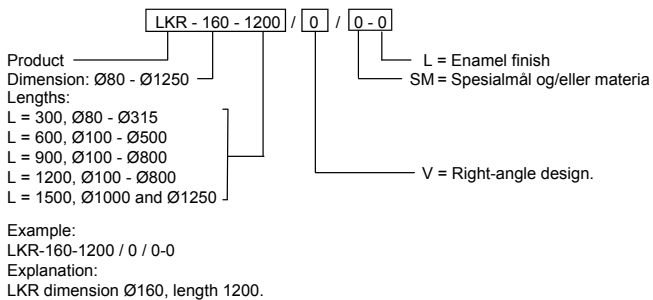 LKR - 160 - 1200 / 0 / 0 - 0
Product
L = Enamel finish
Dimension: Ø80 - Ø1250
SM = Spesialmål og/eller materia
Lengths:
L = 300, Ø80 - Ø315
L = 600, Ø100 - Ø500
L = 900, Ø100 - Ø800
L = 1200, Ø100 - Ø800
V = Right-angle design.
L = 1500, Ø1000 and Ø1250
Example:
LKR-160-1200 / 0 / 0-0
Explanation:
LKR dimension Ø160, length 1200.